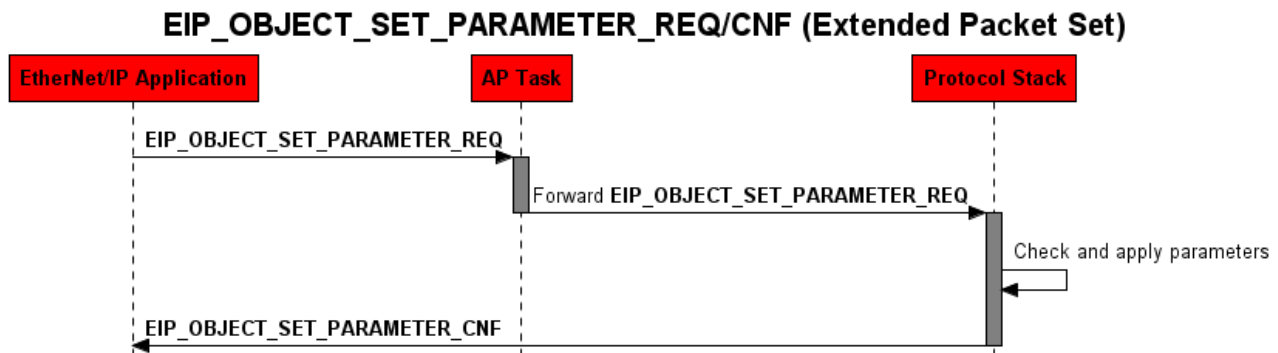 EIP_OBJECT_SET_PARAMETER_REQ/CNF (Extended Packet Set)
EtherNet/IP Application
AP Task
Protocol Stack
EIP_OBJECT_SET_PARAMETER_REQ
Forward EIP_OBJECT_SET_PARAMETER_REQ
Check and apply parameters
EIP_OBJECT_SET_PARAMETER_CNF